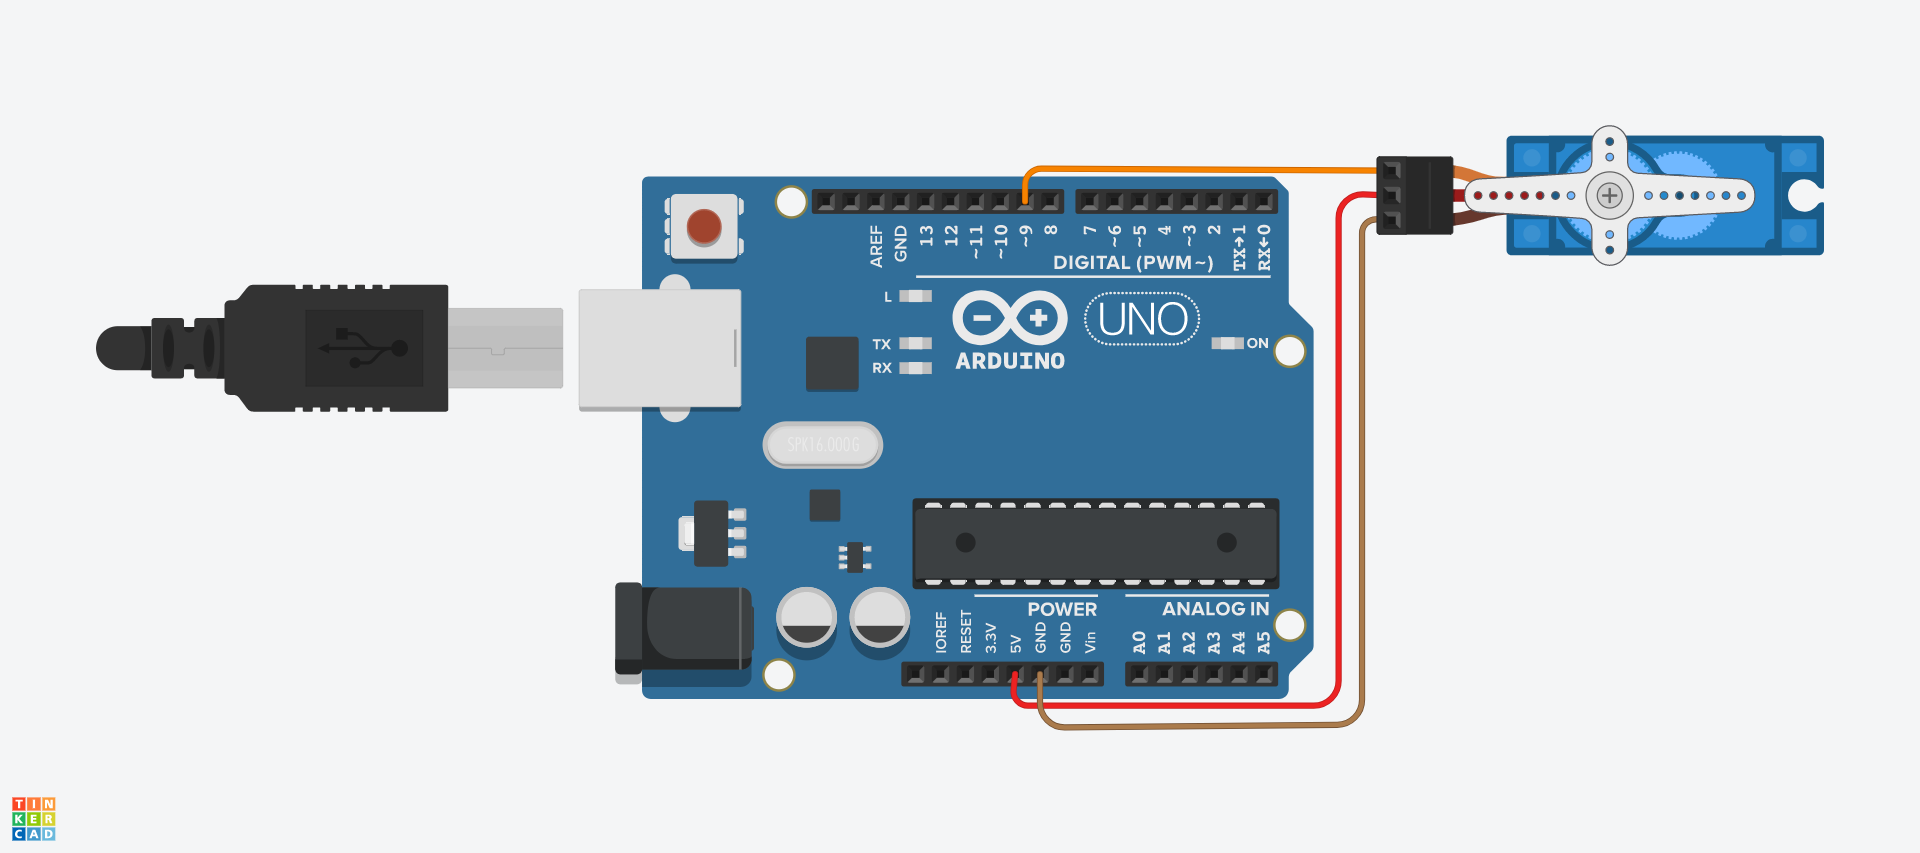 AREF
GND
13
12
~11
~10
~9
8
7
~6
~5
4
~3
2
TX→1
RX←0
DIGITAL (PWM~)
L
TX
RX
ARDUINO
UNO
ON
SPK16.000G
POWER
ANALOG IN
IOREF
RESET
3.3V
5V
GND
GND
Vin
A0
A1
A2
A3
A4
A5
TIN
KER
CAD